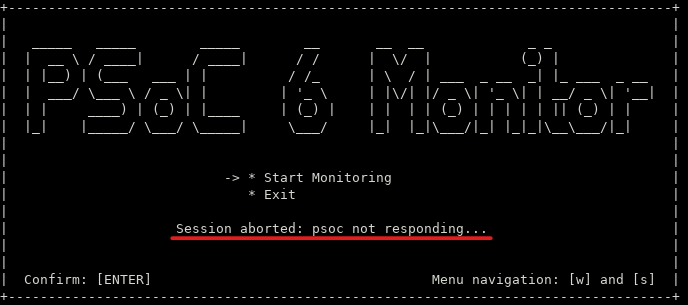 PSoC 6 Monitor
-> * Start Monitoring
* Exit
Session aborted: psoc not responding...
Confirm: [ENTER] Menu navigation: [w] and [s]